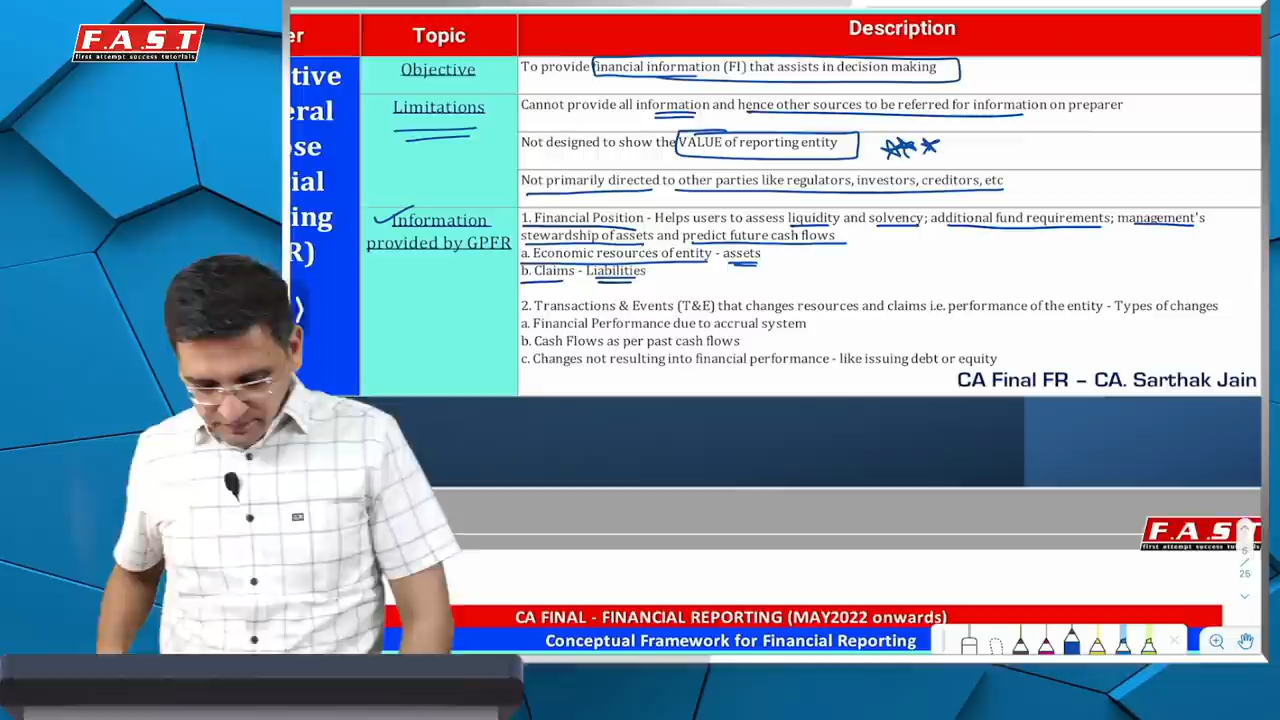 F.A.S.T
first attempt success tutorials
er
Topic
Description
tive
eral
ose
ial
ing
R)
Objective
To provide financial information (FI) that assists in decision making
Limitations
Cannot provide all information and hence other sources to be referred for information on preparer
Not designed to show the VALUE of reporting entity
Not primarily directed to other parties like regulators, investors, creditors, etc
Information
provided by GPFR
1. Financial Position - Helps users to assess liquidity and solvency; additional fund requirements; management's
stewardship of assets and predict future cash flows
a. Economic resources of entity - assets
b. Claims - Liabilities
2. Transactions & Events (T&E) that changes resources and claims i.e. performance of the entity - Types of changes
a. Financial Performance due to accrual system
b. Cash Flows as per past cash flows
c. Changes not resulting into financial performance - like issuing debt or equity
CA Final FR – CA. Sarthak Jain
F.A.S.T
first attempt success tutorials
6
/
25
CA FINAL - FINANCIAL REPORTING (MAY2022 onwards)
Conceptual Framework for Financial Reporting